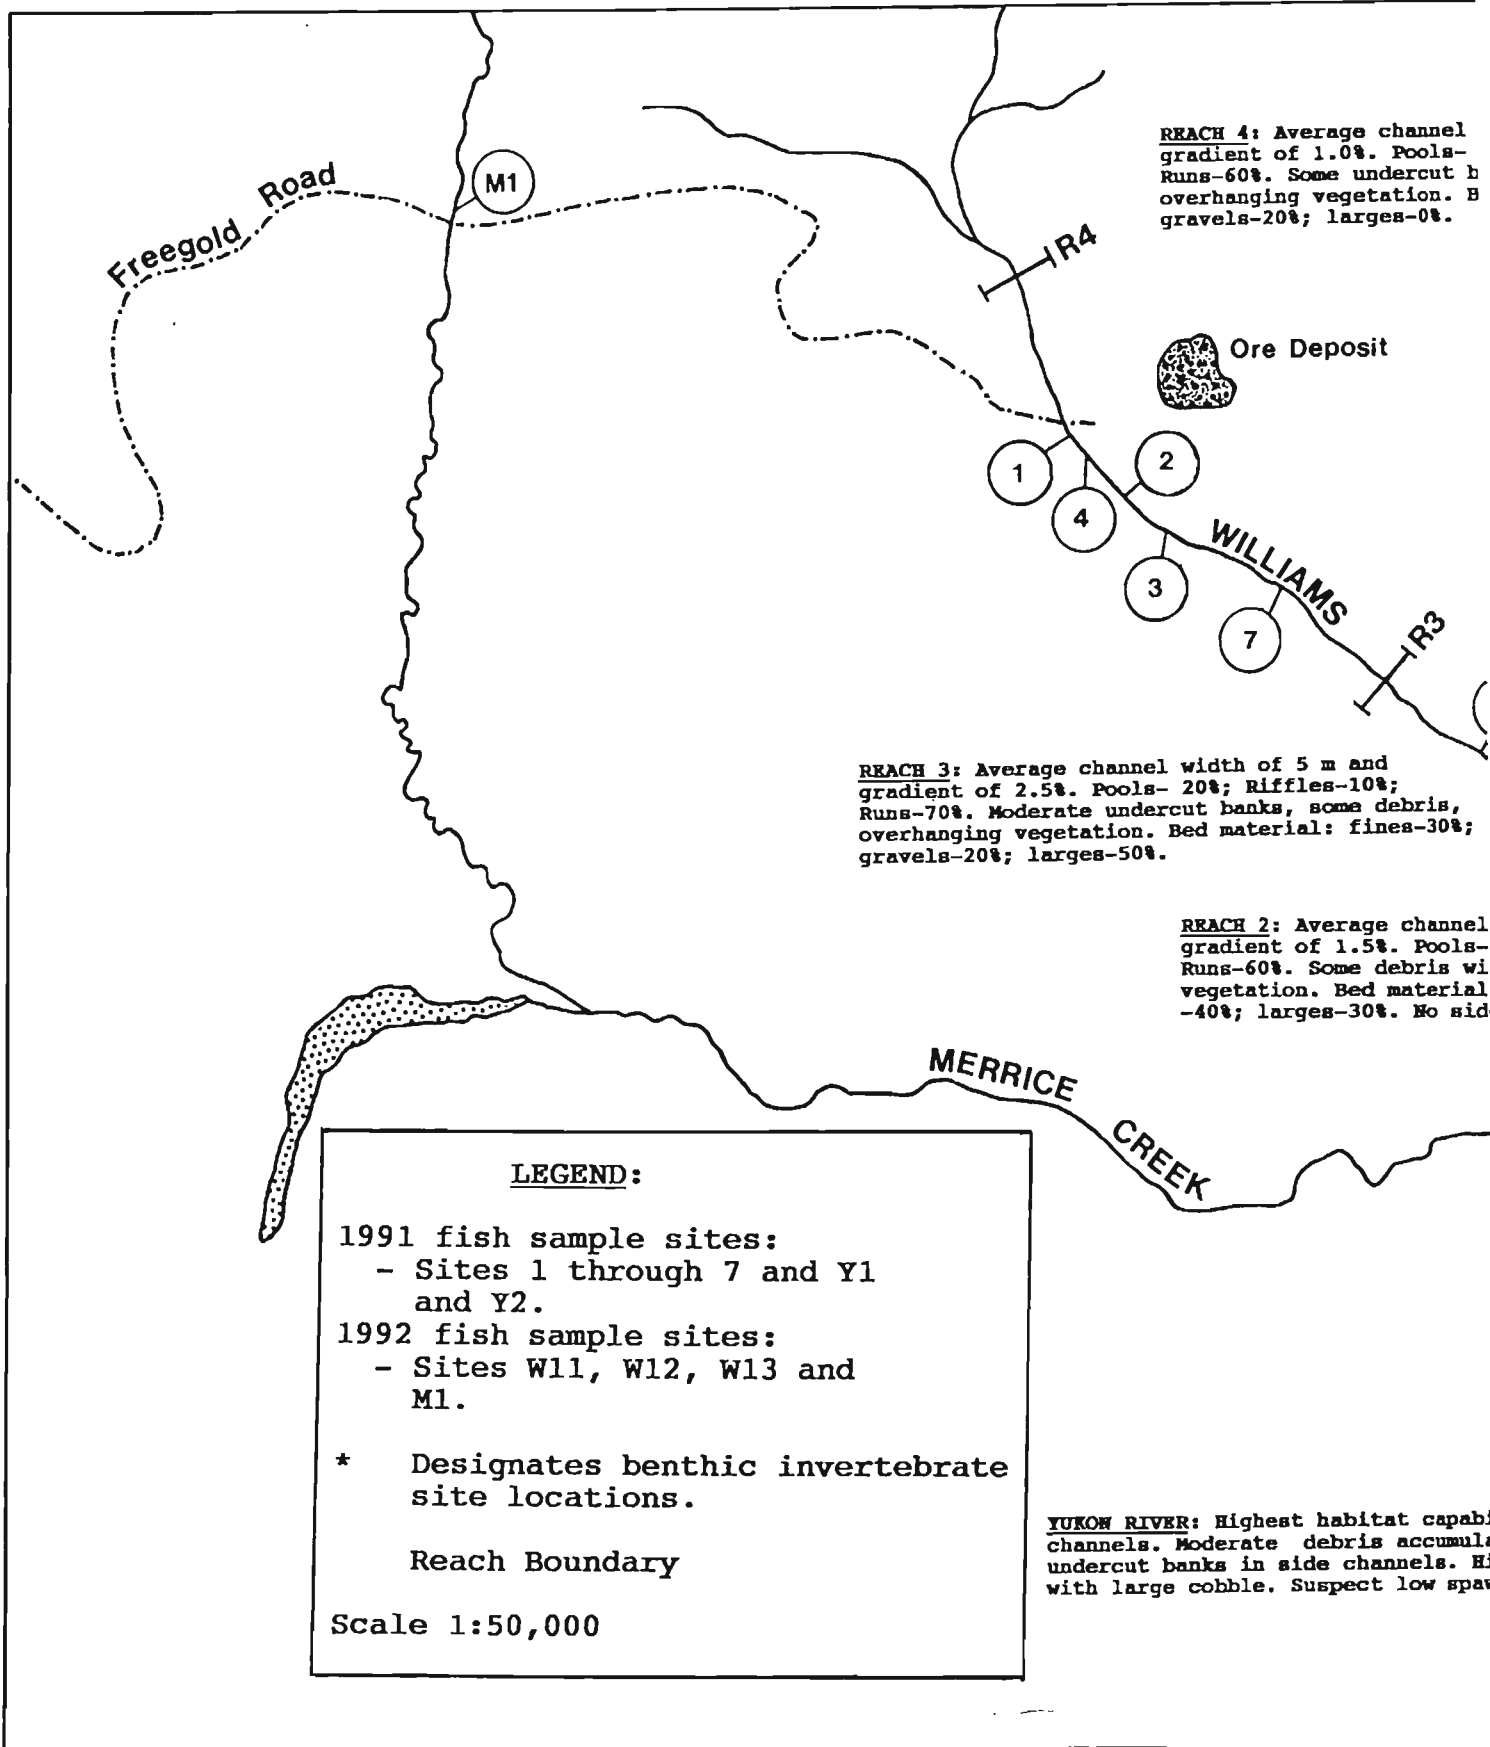 Freegold Road
M1
REACH 4: Average channel
gradient of 1.0%. Pools-
Runs-60%. Some undercut b
overhanging vegetation. B
gravels-20%; larges-0%.
R4
Ore Deposit
1
4
2
3
7
WILLIAMS
R3
REACH 3: Average channel width of 5 m and
gradient of 2.5%. Pools- 20%; Riffles-10%;
Runs-70%. Moderate undercut banks, some debris,
overhanging vegetation. Bed material: fines-30%;
gravels-20%; larges-50%.
REACH 2: Average channel
gradient of 1.5%. Pools-
Runs-60%. Some debris wi
vegetation. Bed material
-40%; larges-30%. No sid
MERRICE CREEK
LEGEND:
1991 fish sample sites:
- Sites 1 through 7 and Y1
and Y2.
1992 fish sample sites:
- Sites W11, W12, W13 and
M1.
* Designates benthic invertebrate
site locations.
Reach Boundary
Scale 1:50,000
YUKON RIVER: Highest habitat capabi
channels. Moderate debris accumula
undercut banks in side channels. Hi
with large cobble. Suspect low spaw